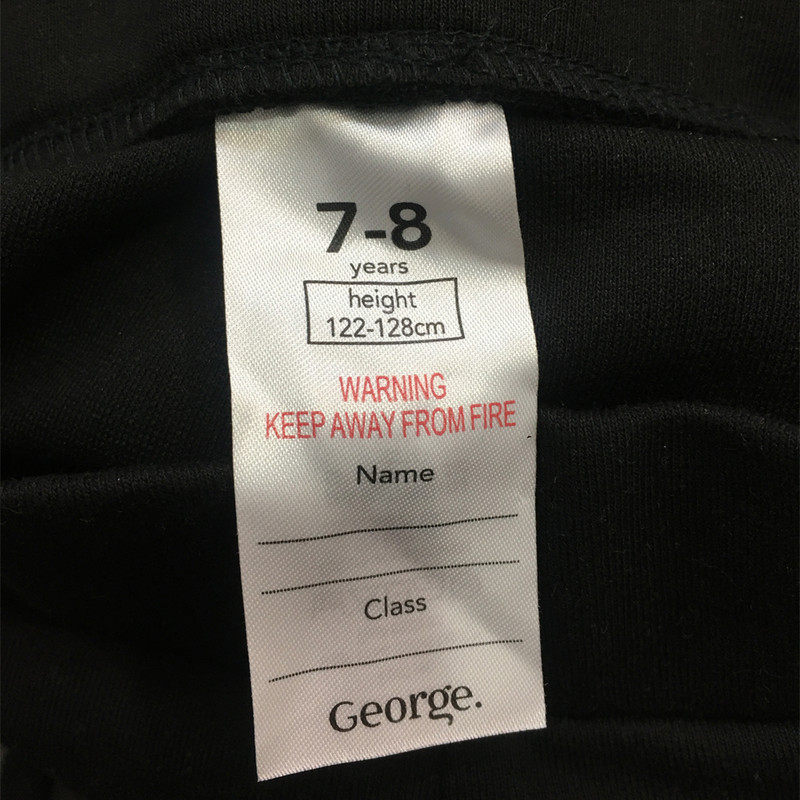 7-8
years
height
122-128cm
WARNING
KEEP AWAY FROM FIRE
Name
Class
George.